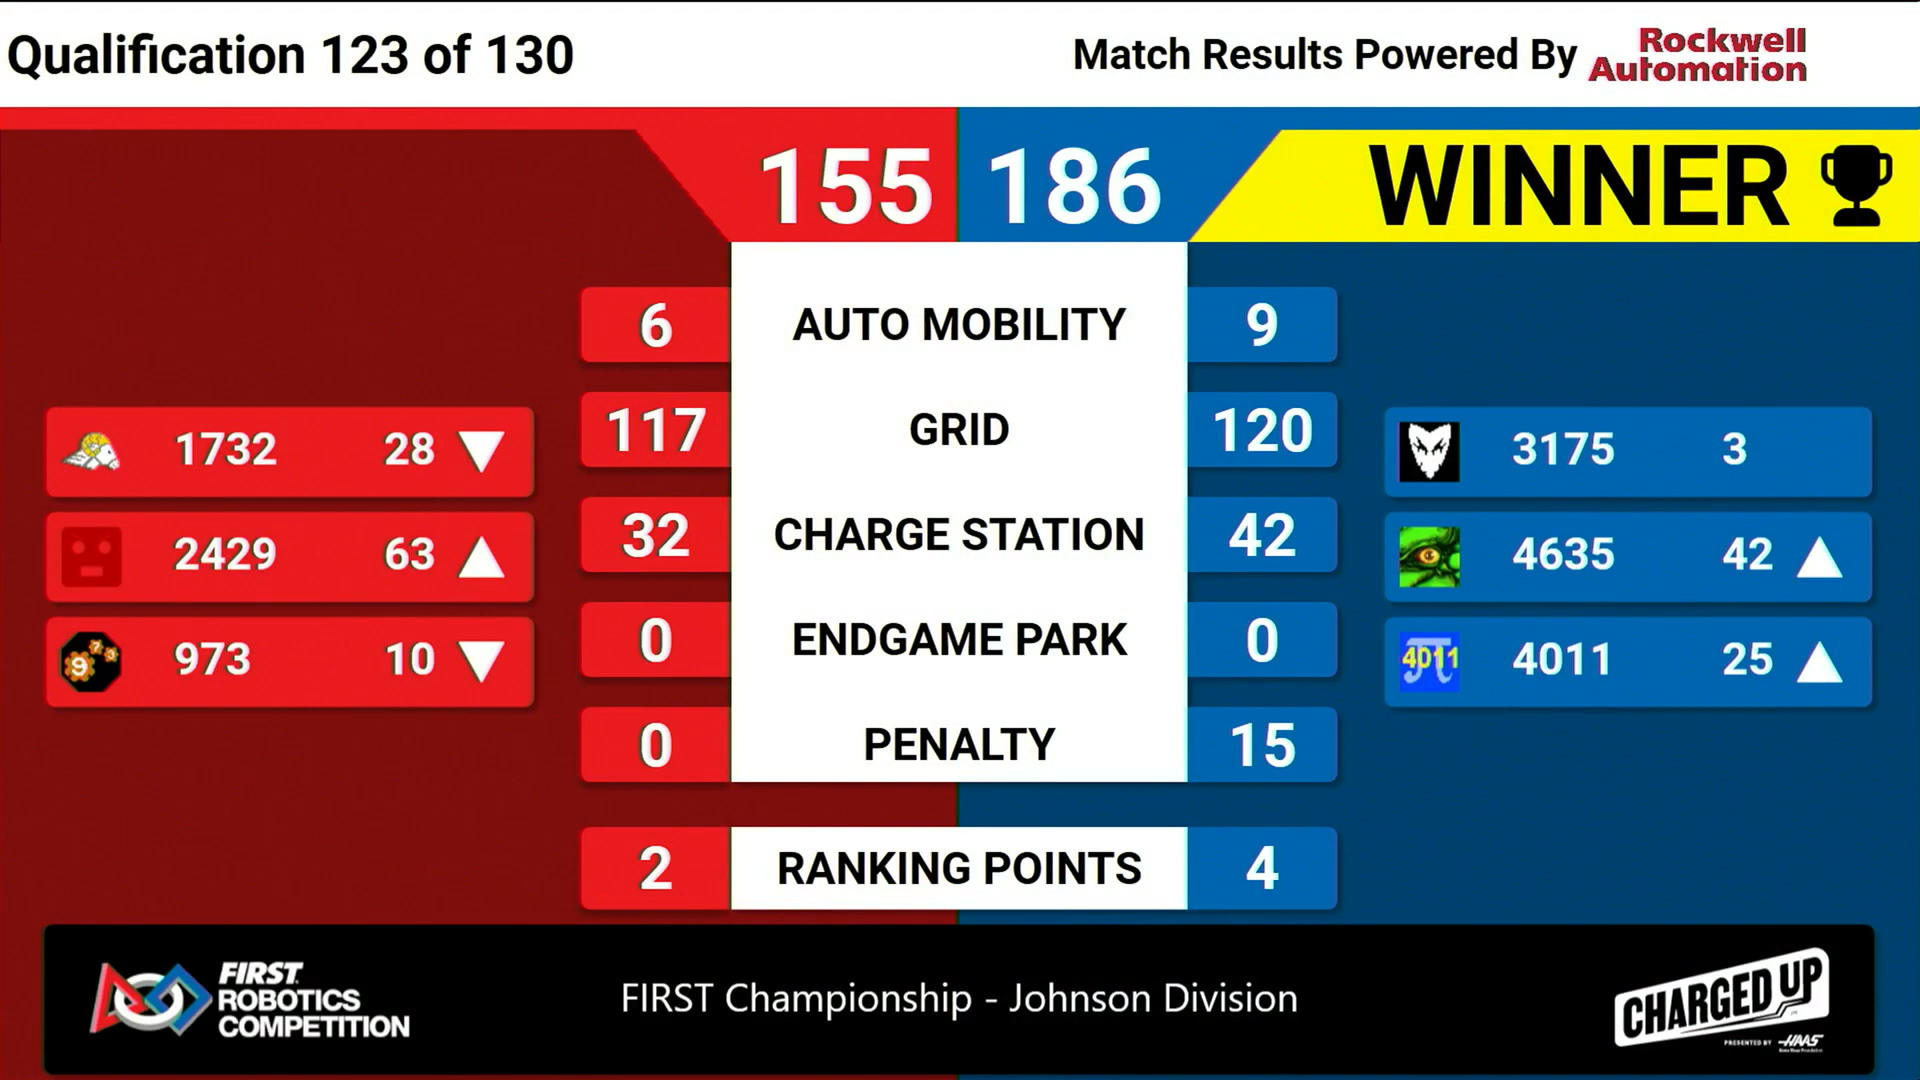 Qualification 123 of 130
Match Results Powered By
Rockwell
Automation
155 186 WINNER
6 AUTO MOBILITY 9
117 GRID 120
1732 28
3175 3
32 CHARGE STATION 42
2429 63
4635 42
0 ENDGAME PARK 0
973 10
4011
4011 25
0 PENALTY 15
2 RANKING POINTS 4
FIRST
ROBOTICS
COMPETITION
FIRST Championship - Johnson Division
CHARGED UP
PRESENTED BY HAAS